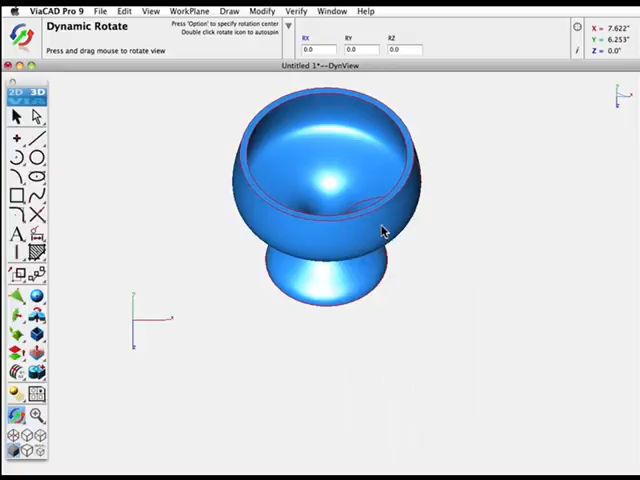 ViaCAD Pro 9 File Edit View WorkPlane Draw Modify Verify Window Help
Dynamic Rotate
Press 'Option' to specify rotation center
Double click rotate icon to autospin
Press and drag mouse to rotate view
RX RY RZ
0.0 0.0 0.0
X = 7.622"
Y = 6.253"
Z = 0.0"
Untitled 1*--DynView
2D 3D
VIA
A